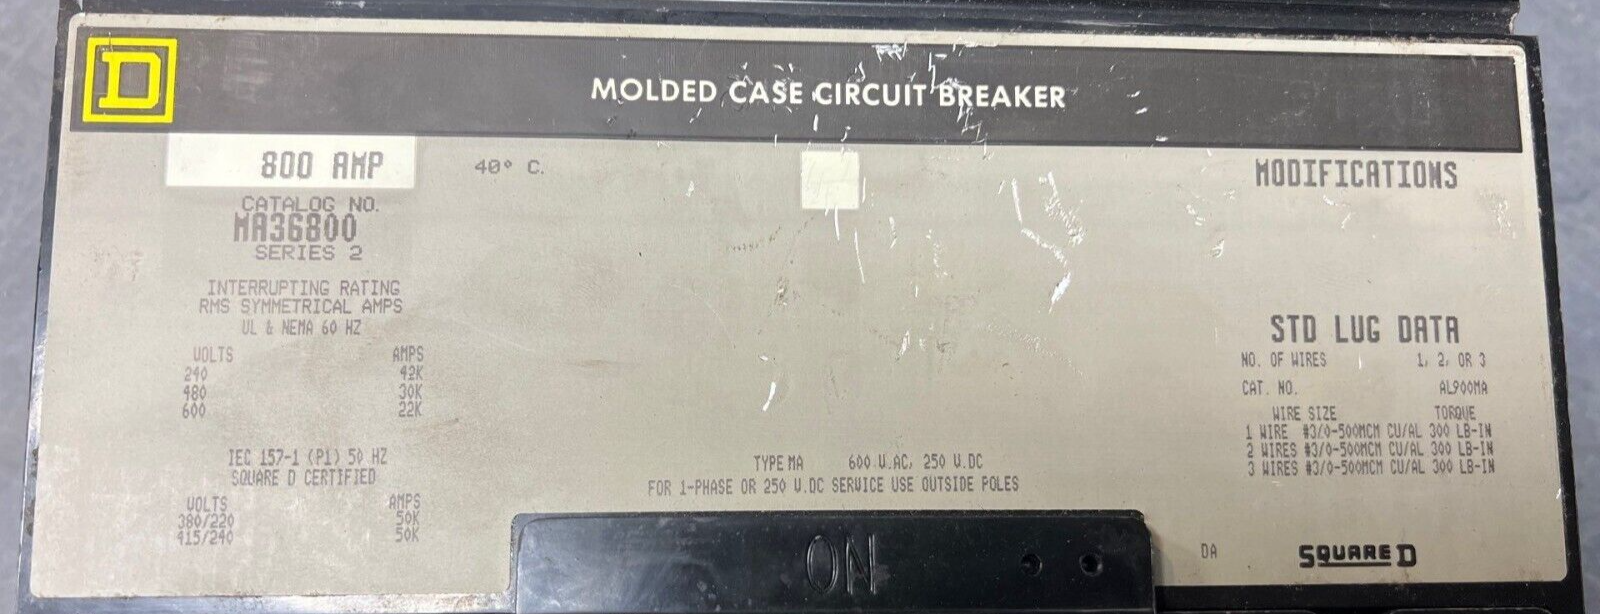 D
MOLDED CASE CIRCUIT BREAKER
800 AMP
40° C.
CATALOG NO.
MA36800
SERIES 2
INTERRUPTING RATING
RMS SYMMETRICAL AMPS
UL & NEMA 60 HZ
VOLTS AMPS
240 42K
480 30K
600 22K
IEC 157-1 (P1) 50 HZ
SQUARE D CERTIFIED
VOLTS AMPS
380/220 50K
415/240 50K
TYPE MA 600 V.AC, 250 V.DC
FOR 1-PHASE OR 250 V.DC SERVICE USE OUTSIDE POLES
MODIFICATIONS
STD LUG DATA
NO. OF WIRES 1, 2, OR 3
CAT. NO. AL900MA
WIRE SIZE TORQUE
1 WIRE #3/0-500MCM CU/AL 300 LB-IN
2 WIRES #3/0-500MCM CU/AL 300 LB-IN
3 WIRES #3/0-500MCM CU/AL 300 LB-IN
DA
SQUARE D
ON